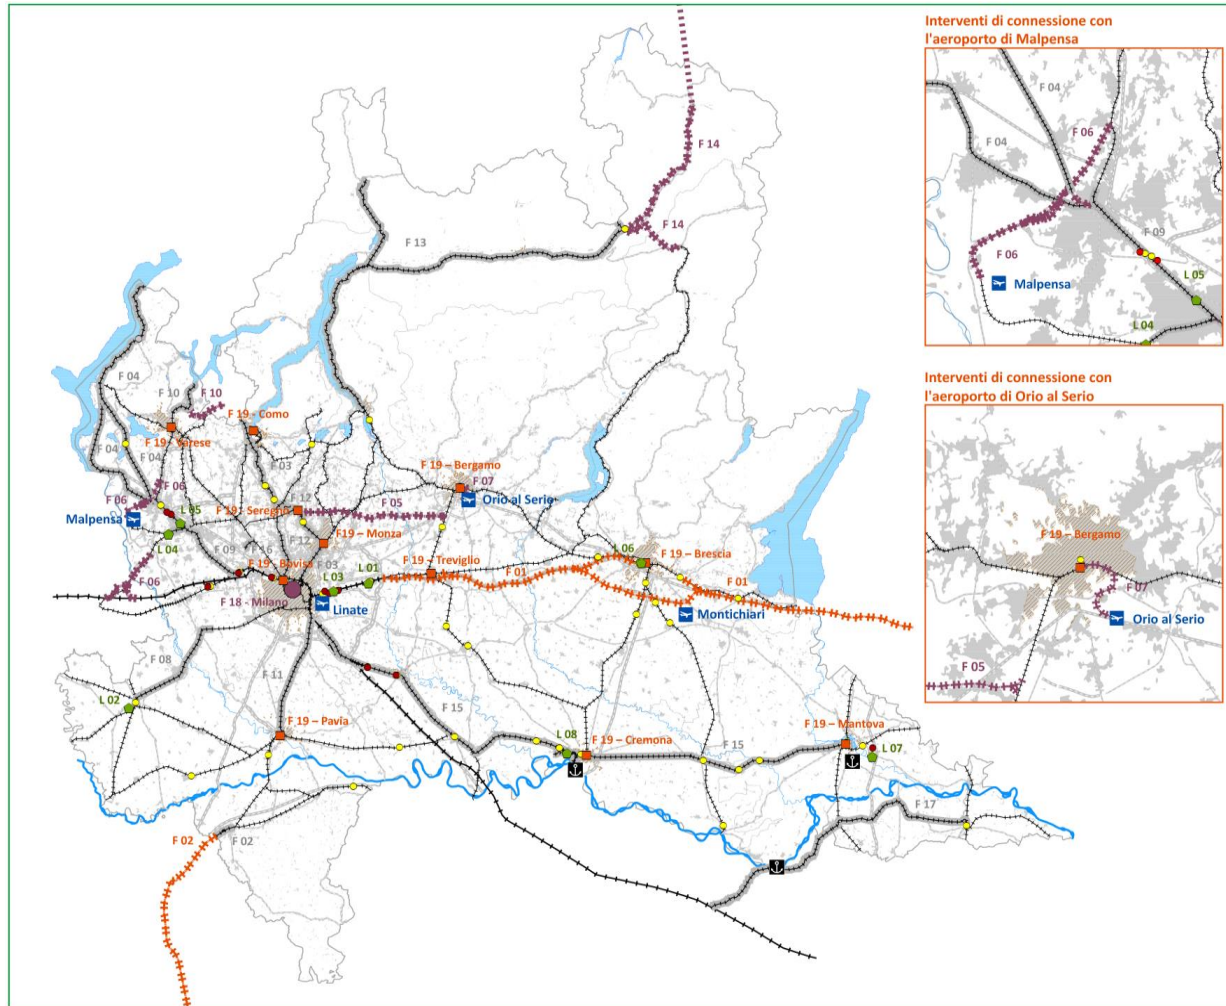 Interventi di connessione con
l'aeroporto di Malpensa
F 04
F 06
F 04
F 09
F 06
Malpensa
L 05
L 04
Interventi di connessione con
l'aeroporto di Orio al Serio
F 19 – Bergamo
F 07
Orio al Serio
F 05
F 14
F 14
F 13
F 04
F 10
F 10
F 19 - Como
F 19 - Varese
F 04
F 04
F 03
F 19 – Bergamo
F 07
Orio al Serio
F 06
F 06
F 12
F 05
F 19 - Seregno
Malpensa
L 05
L 04
F 12
F 19 – Monza
F 09
F 16
F 03
F 19 - Bovisa
L 03
L 01
F 19 – Treviglio
F 01
L 06
F 19 – Brescia
F 01
F 06
F 18 - Milano
Linate
Montichiari
F 08
F 11
L 02
F 15
F 19 – Pavia
L 08
F 19 – Cremona
F 15
F 19 – Mantova
L 07
F 17
F 02
F 02